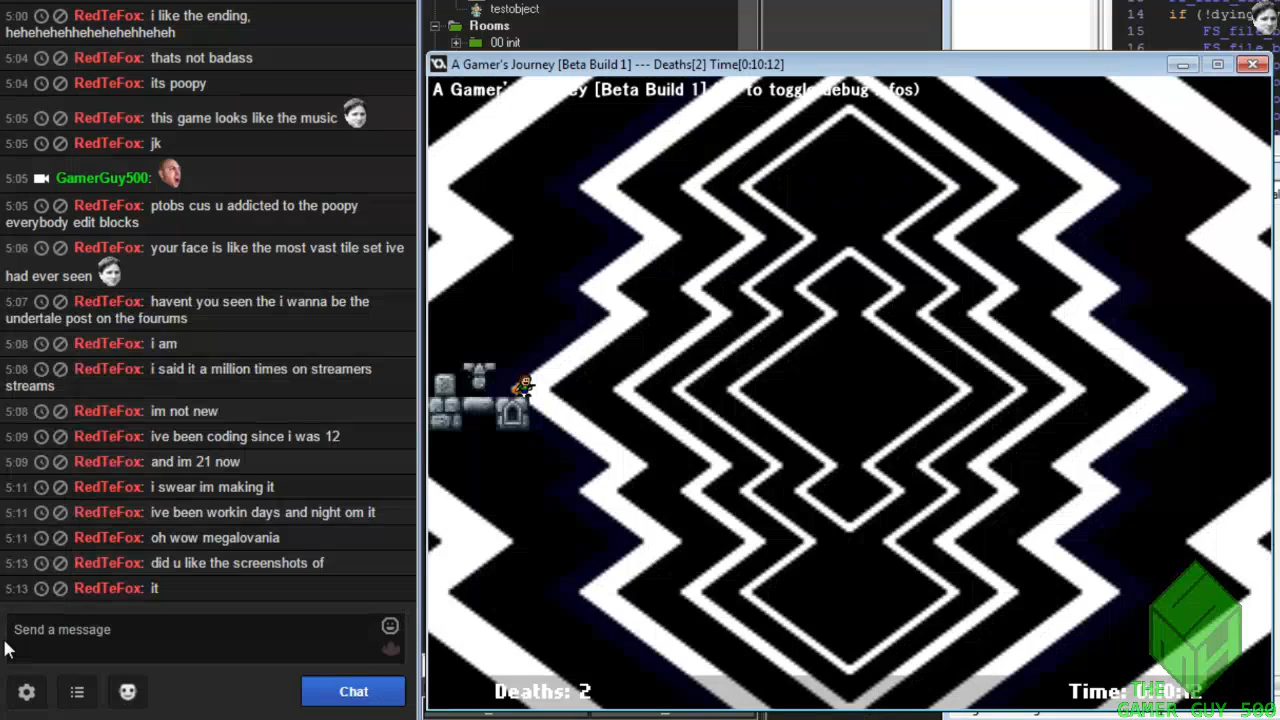 5:00 RedTeFox: i like the ending,
hehehehehhehehehehheheh
5:04 RedTeFox: thats not badass
5:04 RedTeFox: its poopy
5:05 RedTeFox: this game looks like the music
5:05 RedTeFox: jk
5:05 GamerGuy500:
5:05 RedTeFox: ptobs cus u addicted to the poopy
everybody edit blocks
5:06 RedTeFox: your face is like the most vast tile set ive
had ever seen
5:07 RedTeFox: havent you seen the i wanna be the
undertale post on the fourums
5:08 RedTeFox: i am
5:08 RedTeFox: i said it a million times on streamers
streams
5:08 RedTeFox: im not new
5:09 RedTeFox: ive been coding since i was 12
5:09 RedTeFox: and im 21 now
5:11 RedTeFox: i swear im making it
5:11 RedTeFox: ive been workin days and night om it
5:11 RedTeFox: oh wow megalovania
5:13 RedTeFox: did u like the screenshots of
5:13 RedTeFox: it
Send a message
Chat
testobject
Rooms
00 init
14 if (!dying
15
16
A Gamer's Journey [Beta Build 1] --- Deaths[2] Time[0:10:12]
A Gamer's Journey [Beta Build 1] to toggle debug
Deaths: 2
Time: 0:10:12
THE
GAMER GUY 500